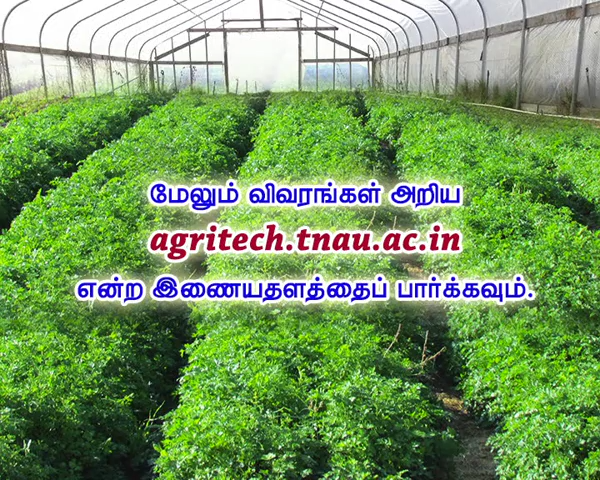 மேலும் விவரங்கள் அறிய
agritech.tnau.ac.in
என்ற இணையதளத்தைப் பார்க்கவும்.